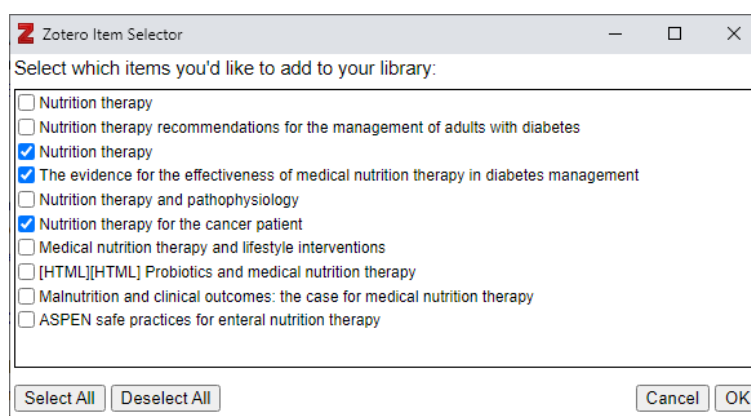 Zotero Item Selector
Select which items you'd like to add to your library:
Nutrition therapy
Nutrition therapy recommendations for the management of adults with diabetes
Nutrition therapy
The evidence for the effectiveness of medical nutrition therapy in diabetes management
Nutrition therapy and pathophysiology
Nutrition therapy for the cancer patient
Medical nutrition therapy and lifestyle interventions
[HTML][HTML] Probiotics and medical nutrition therapy
Malnutrition and clinical outcomes: the case for medical nutrition therapy
ASPEN safe practices for enteral nutrition therapy
Select All Deselect All Cancel OK